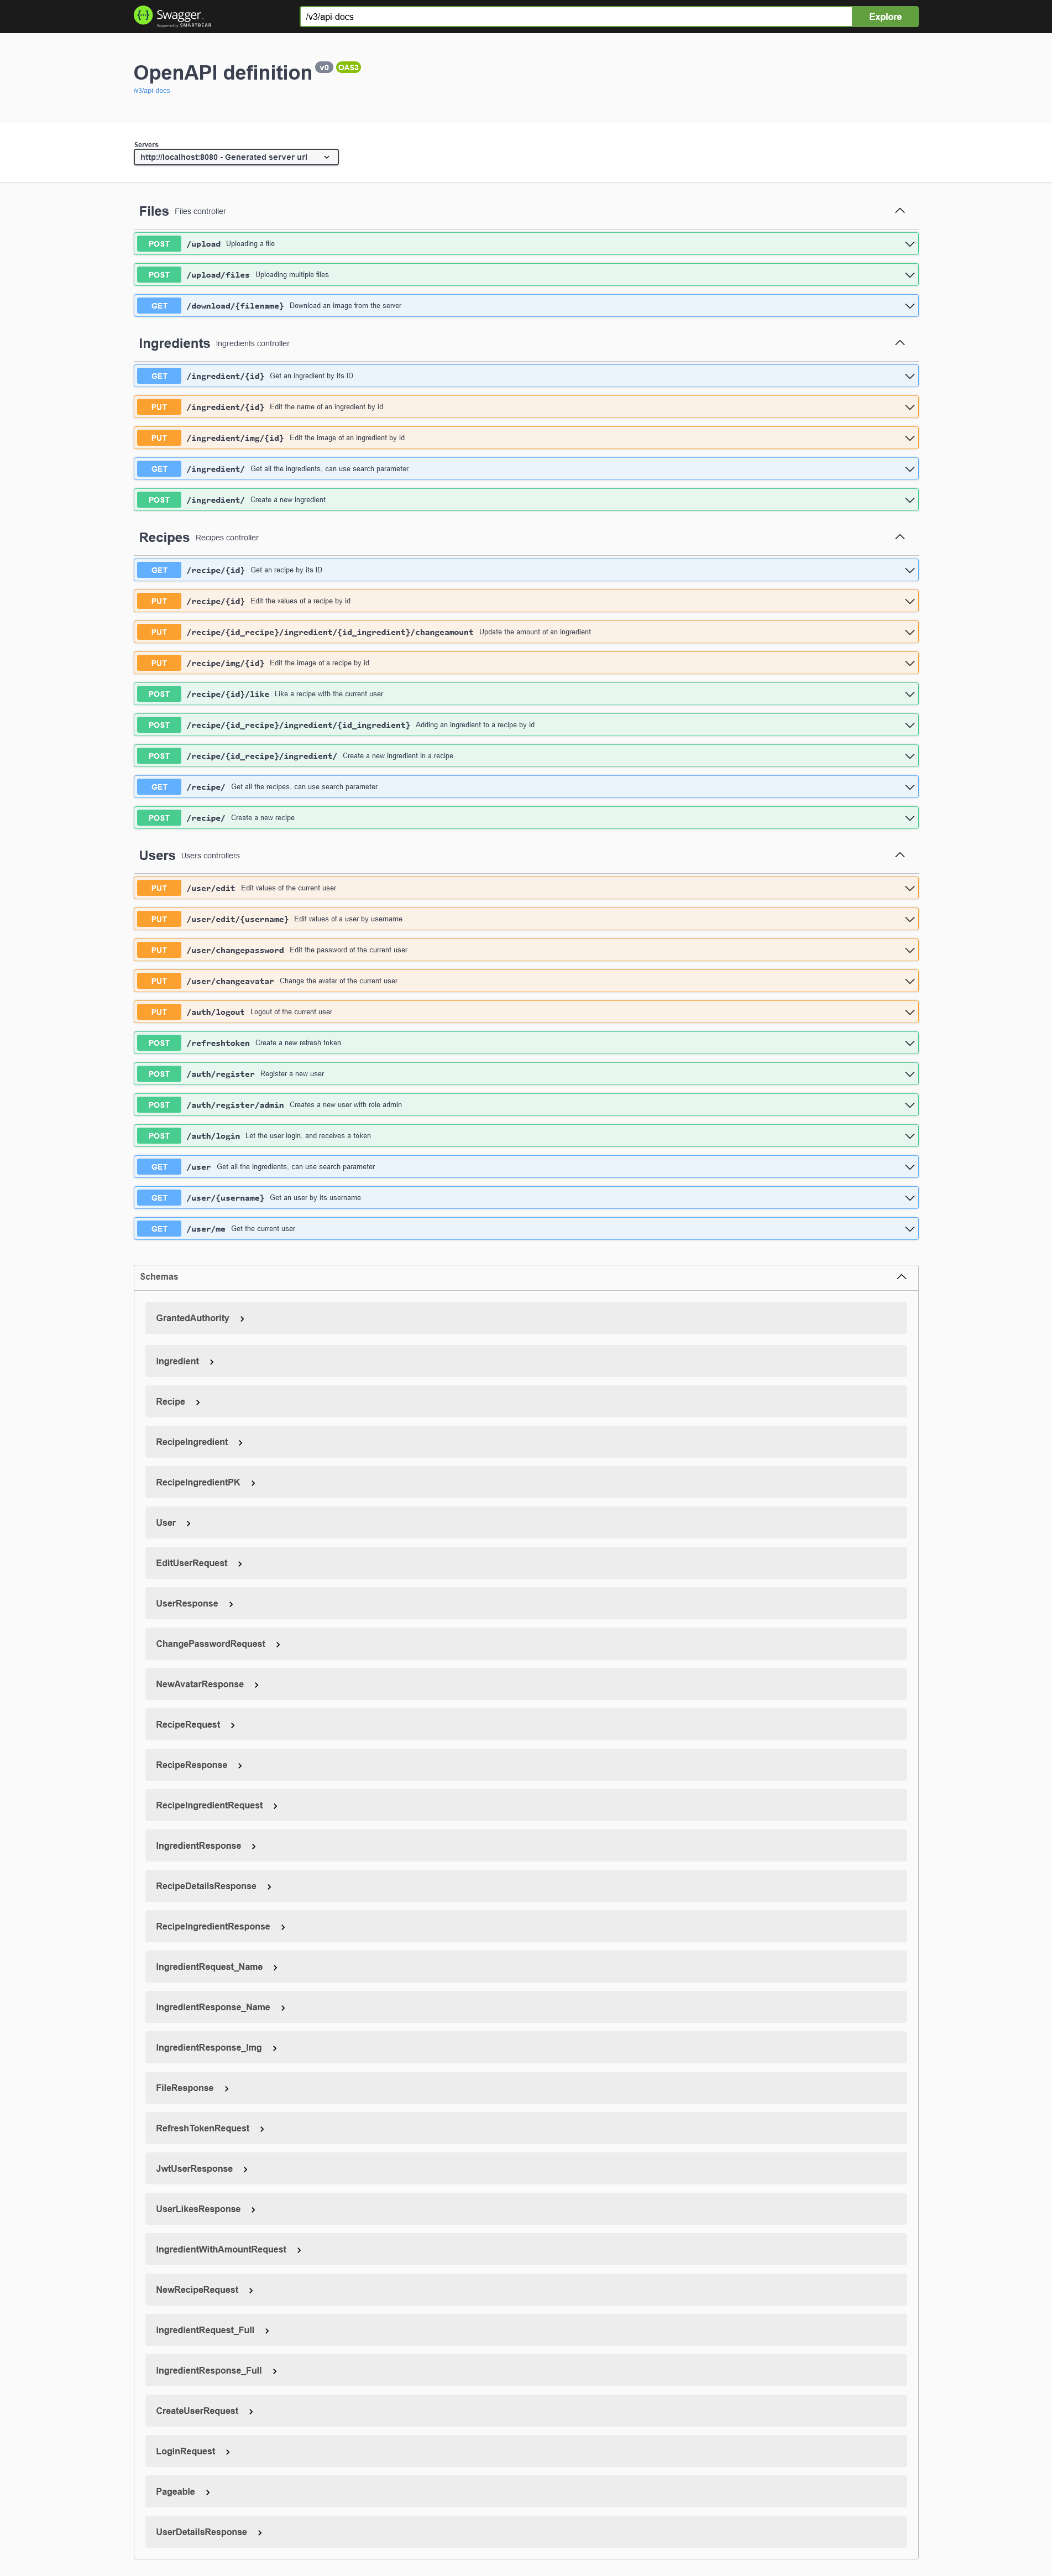 Swagger.
Supported by SMARTBEAR
/v3/api-docs
Explore
OpenAPI definition v0 OAS3
/v3/api-docs
Servers
http://localhost:8080 - Generated server url
Files Files controller
POST /upload Uploading a file
POST /upload/files Uploading multiple files
GET /download/{filename} Download an image from the server
Ingredients Ingredients controller
GET /ingredient/{id} Get an ingredient by its ID
PUT /ingredient/{id} Edit the name of an ingredient by id
PUT /ingredient/img/{id} Edit the image of an ingredient by id
GET /ingredient/ Get all the ingredients, can use search parameter
POST /ingredient/ Create a new ingredient
Recipes Recipes controller
GET /recipe/{id} Get an recipe by its ID
PUT /recipe/{id} Edit the values of a recipe by id
PUT /recipe/{id_recipe}/ingredient/{id_ingredient}/changeamount Update the amount of an ingredient
PUT /recipe/img/{id} Edit the image of a recipe by id
POST /recipe/{id}/like Like a recipe with the current user
POST /recipe/{id_recipe}/ingredient/{id_ingredient} Adding an ingredient to a recipe by id
POST /recipe/{id_recipe}/ingredient/ Create a new ingredient in a recipe
GET /recipe/ Get all the recipes, can use search parameter
POST /recipe/ Create a new recipe
Users Users controllers
PUT /user/edit Edit values of the current user
PUT /user/edit/{username} Edit values of a user by username
PUT /user/changepassword Edit the password of the current user
PUT /user/changeavatar Change the avatar of the current user
PUT /auth/logout Logout of the current user
POST /refreshtoken Create a new refresh token
POST /auth/register Register a new user
POST /auth/register/admin Creates a new user with role admin
POST /auth/login Let the user login, and receives a token
GET /user Get all the ingredients, can use search parameter
GET /user/{username} Get an user by its username
GET /user/me Get the current user
Schemas
GrantedAuthority
Ingredient
Recipe
RecipeIngredient
RecipeIngredientPK
User
EditUserRequest
UserResponse
ChangePasswordRequest
NewAvatarResponse
RecipeRequest
RecipeResponse
RecipeIngredientRequest
IngredientResponse
RecipeDetailsResponse
RecipeIngredientResponse
IngredientRequest_Name
IngredientResponse_Name
IngredientResponse_Img
FileResponse
RefreshTokenRequest
JwtUserResponse
UserLikesResponse
IngredientWithAmountRequest
NewRecipeRequest
IngredientRequest_Full
IngredientResponse_Full
CreateUserRequest
LoginRequest
Pageable
UserDetailsResponse